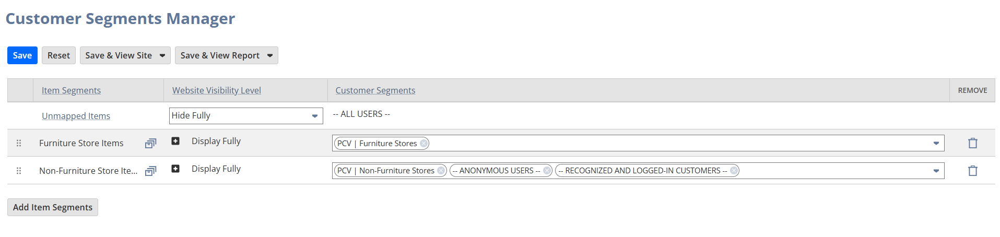 Customer Segments Manager
Save Reset Save & View Site Save & View Report
Item Segments Website Visibility Level Customer Segments REMOVE
Unmapped Items Hide Fully -- ALL USERS --
Furniture Store Items Display Fully PCV | Furniture Stores
Non-Furniture Store Ite... Display Fully PCV | Non-Furniture Stores -- ANONYMOUS USERS -- -- RECOGNIZED AND LOGGED-IN CUSTOMERS --
Add Item Segments